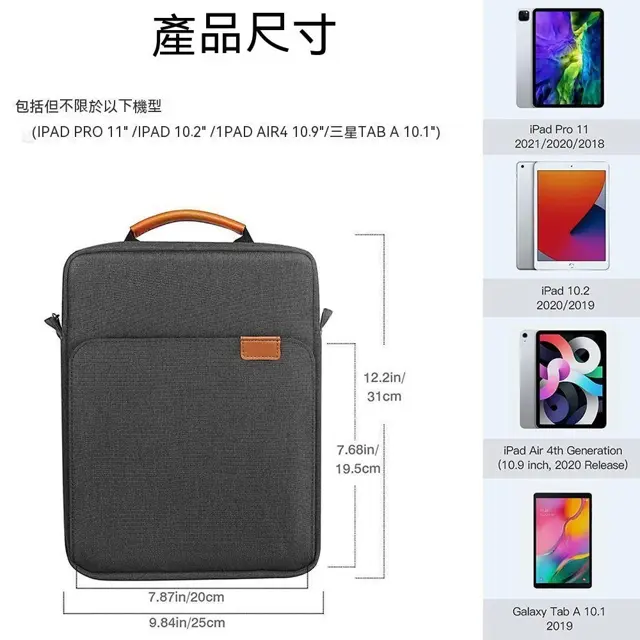 產品尺寸
包括但不限於以下機型
(IPAD PRO 11" /IPAD 10.2" /1PAD AIR4 10.9"/三星TAB A 10.1")
12.2in/
31cm
7.68in/
19.5cm
7.87in/20cm
9.84in/25cm
iPad Pro 11
2021/2020/2018
iPad 10.2
2020/2019
iPad Air 4th Generation
(10.9 inch, 2020 Release)
Galaxy Tab A 10.1
2019